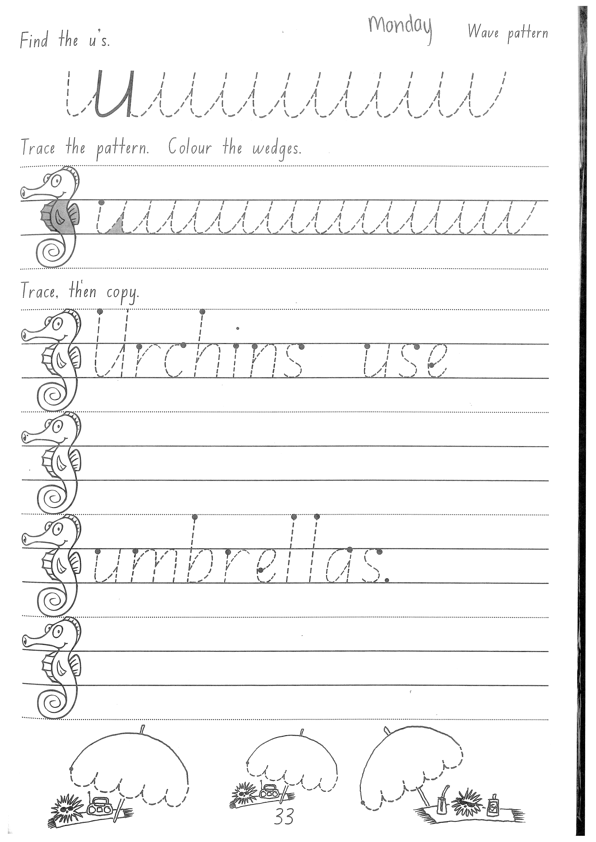 Monday
Wave pattern
Find the u's.
u
Trace the pattern. Colour the wedges.
Trace, then copy.
Urchins use
umbrellas.
33